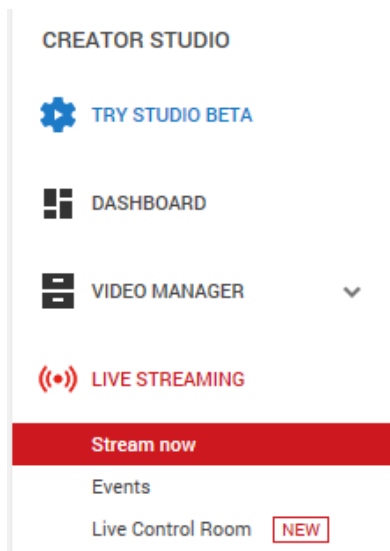 CREATOR STUDIO
TRY STUDIO BETA
DASHBOARD
VIDEO MANAGER
LIVE STREAMING
Stream now
Events
Live Control Room NEW